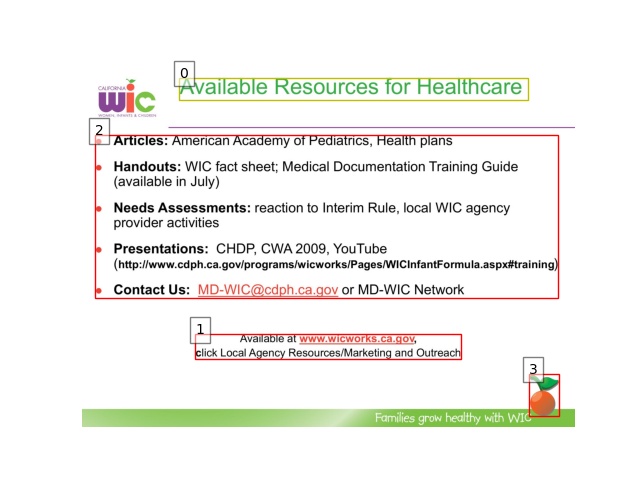 0
Available Resources for Healthcare
CALIFORNIA
WIC
WOMEN, INFANTS & CHILDREN
2
• Articles: American Academy of Pediatrics, Health plans
• Handouts: WIC fact sheet; Medical Documentation Training Guide
(available in July)
• Needs Assessments: reaction to Interim Rule, local WIC agency
provider activities
• Presentations: CHDP, CWA 2009, YouTube
(http://www.cdph.ca.gov/programs/wicworks/Pages/WICInfantFormula.aspx#training)
• Contact Us: MD-WIC@cdph.ca.gov or MD-WIC Network
1
Available at www.wicworks.ca.gov,
click Local Agency Resources/Marketing and Outreach
3
Families grow healthy with WIC